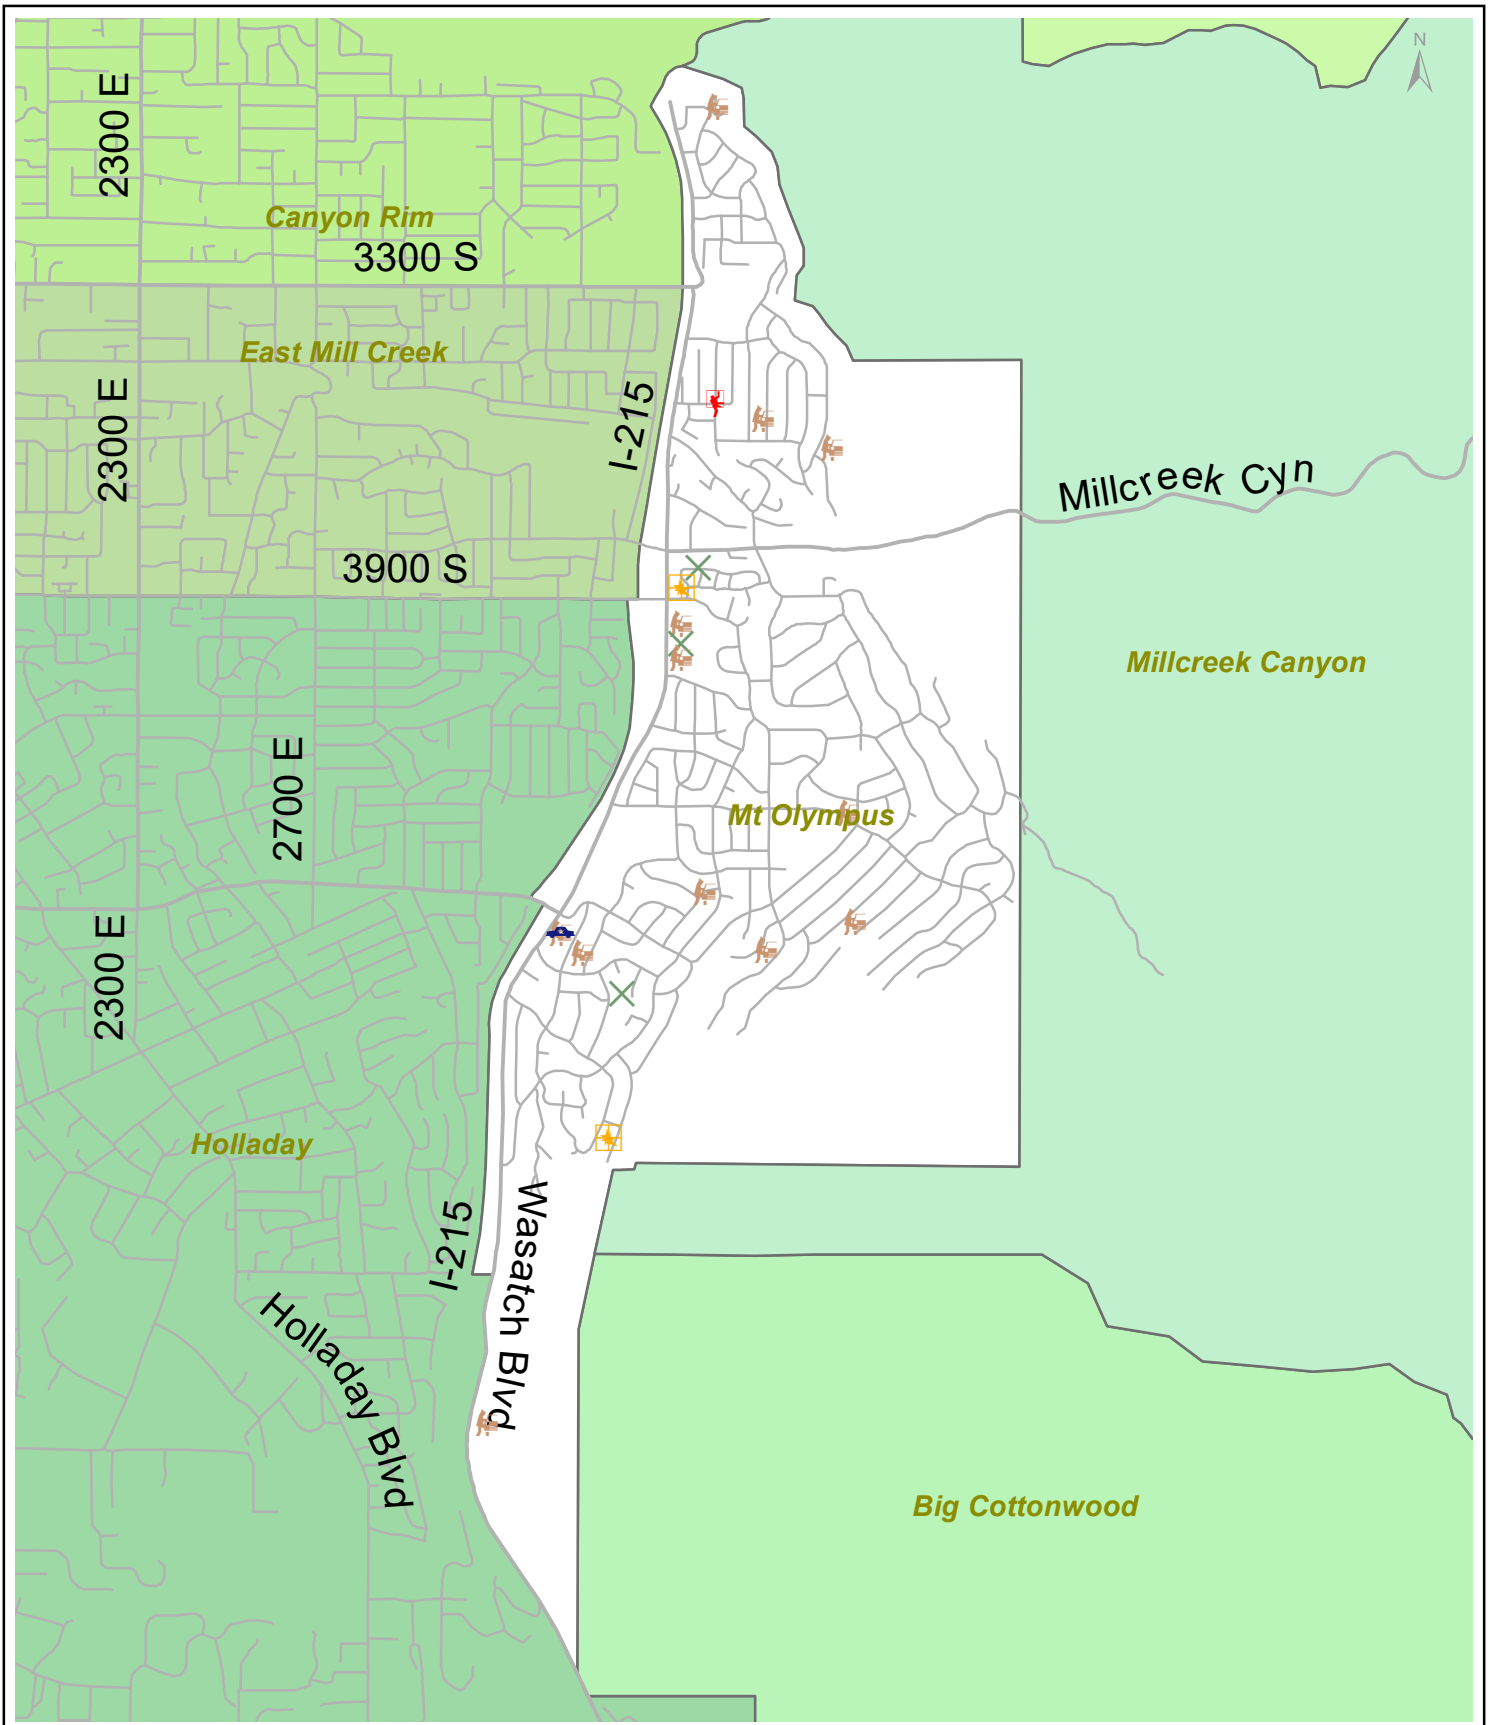 N
2300 E
Canyon Rim
3300 S
East Mill Creek
2300 E
I-215
Millcreek Cyn
3900 S
Millcreek Canyon
2700 E
Mt Olympus
2300 E
Holladay
I-215
Wasatch Blvd
Holladay Blvd
Big Cottonwood